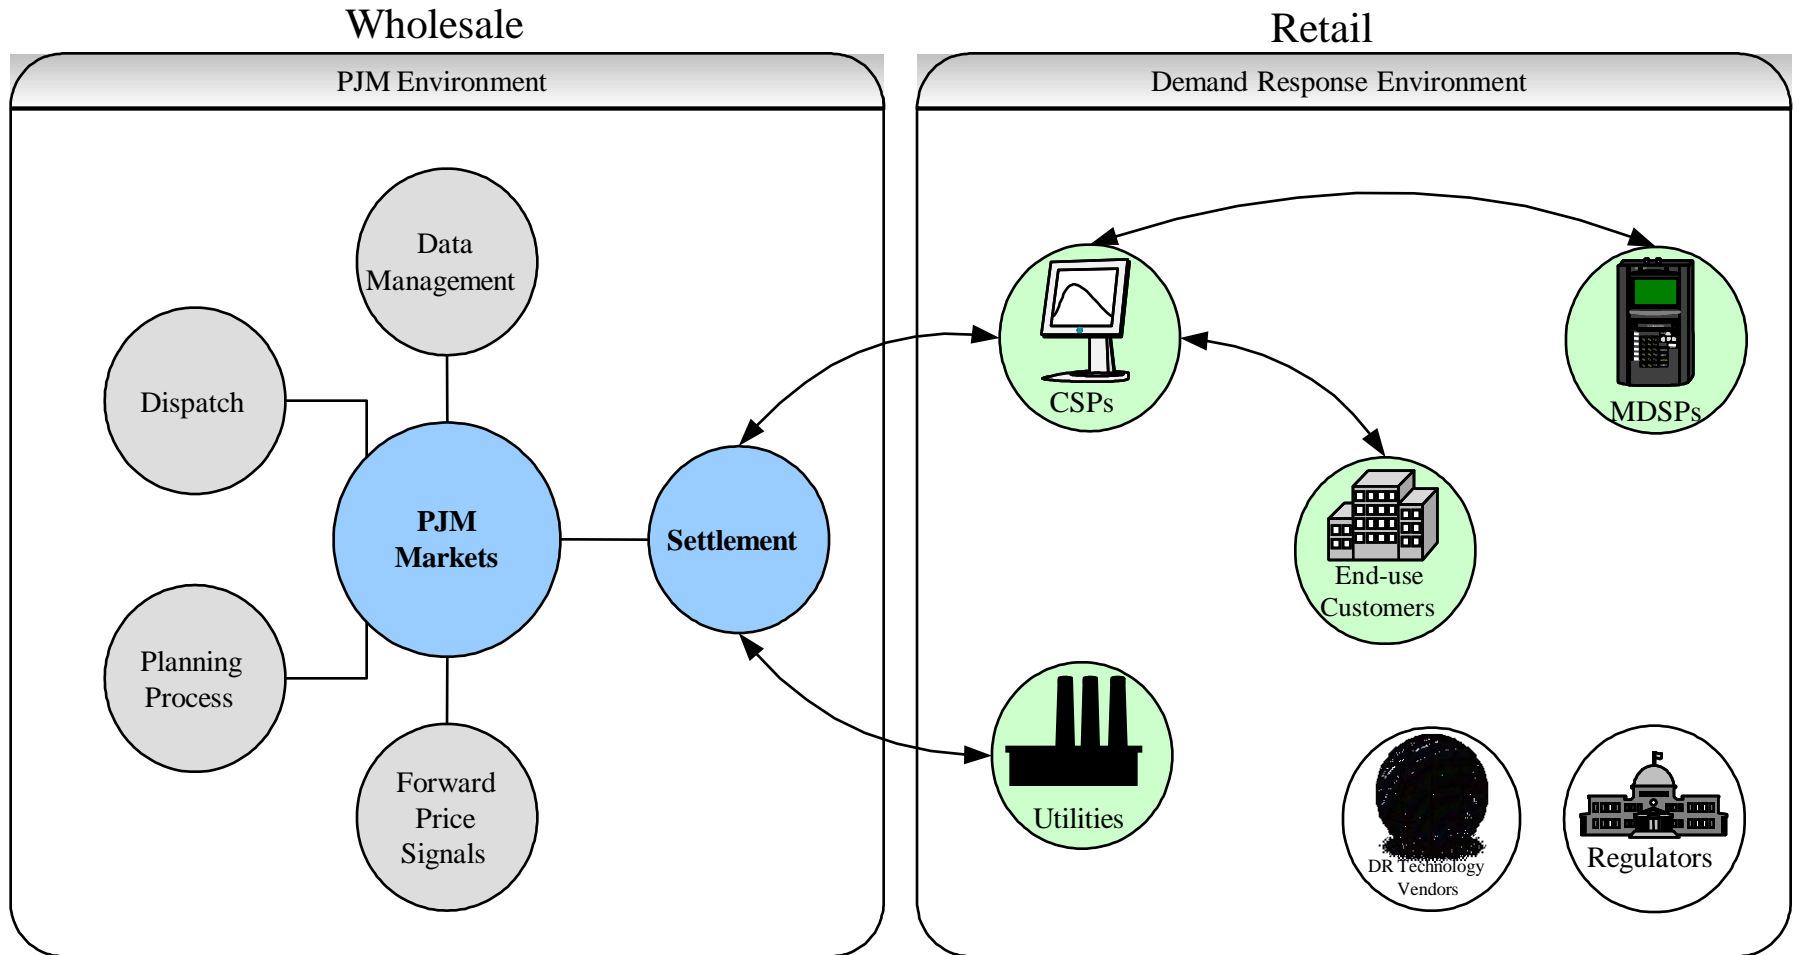 Wholesale
Retail
PJM Environment
Demand Response Environment
Data
Management
Dispatch
PJM
Markets
Settlement
Planning
Process
Forward
Price
Signals
CSPs
MDSPs
End-use
Customers
Utilities
DR Technology
Vendors
Regulators